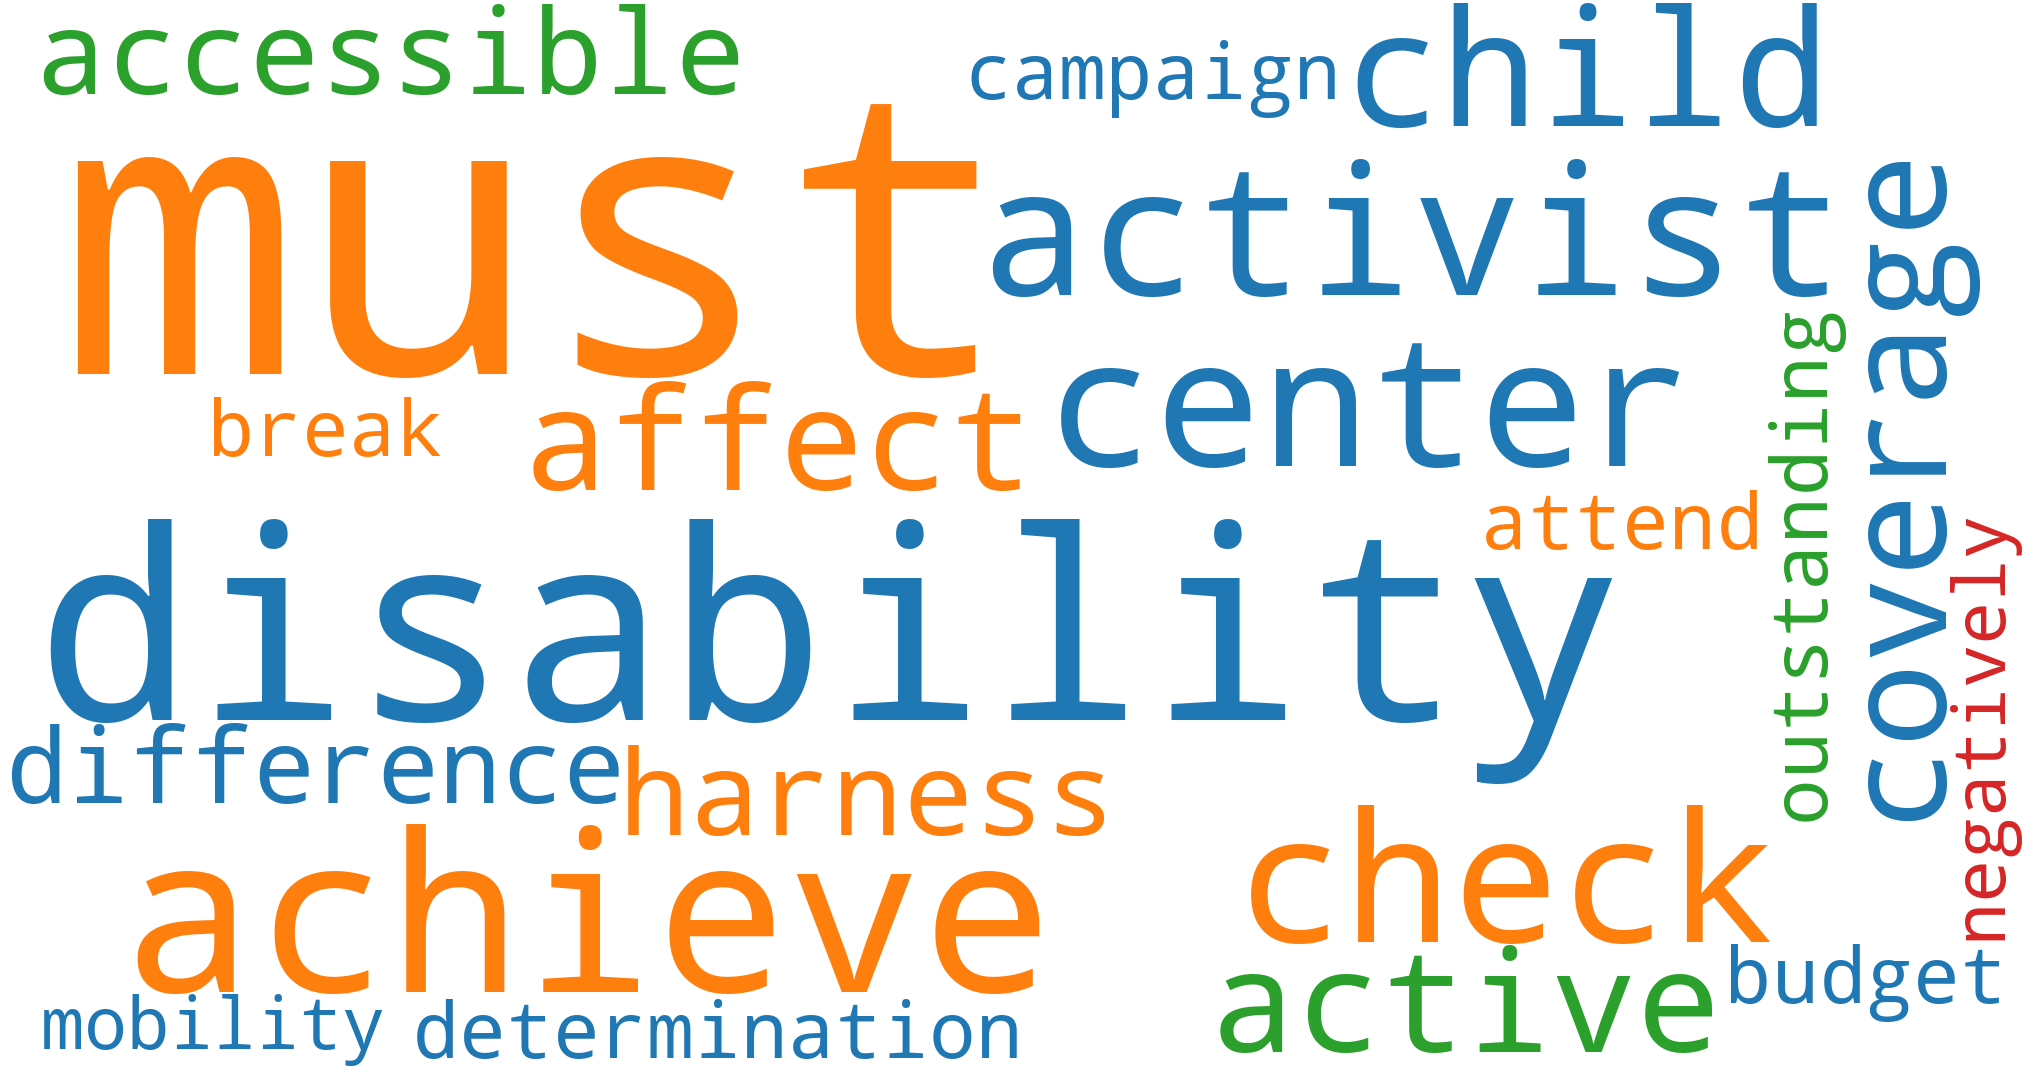 accessible
campaign
child
must
activist
coverage
center
outstanding
break
affect
attend
negatively
disability
difference
harness
achieve
check
active
budget
mobility
determination